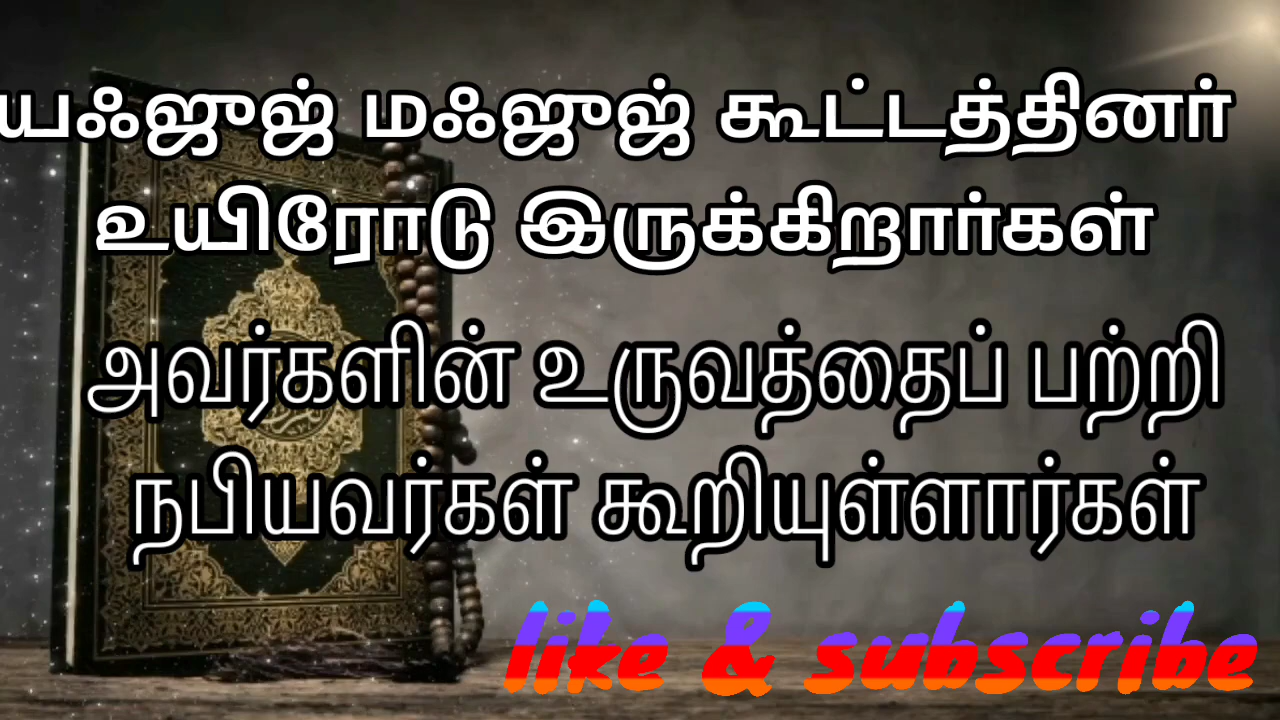 யஃஜுஜ் மஃஜுஜ் கூட்டத்தினர்
உயிரோடு இருக்கிறார்கள்
அவர்களின் உருவத்தைப் பற்றி
நபியவர்கள் கூறியுள்ளார்கள்
like & subscribe